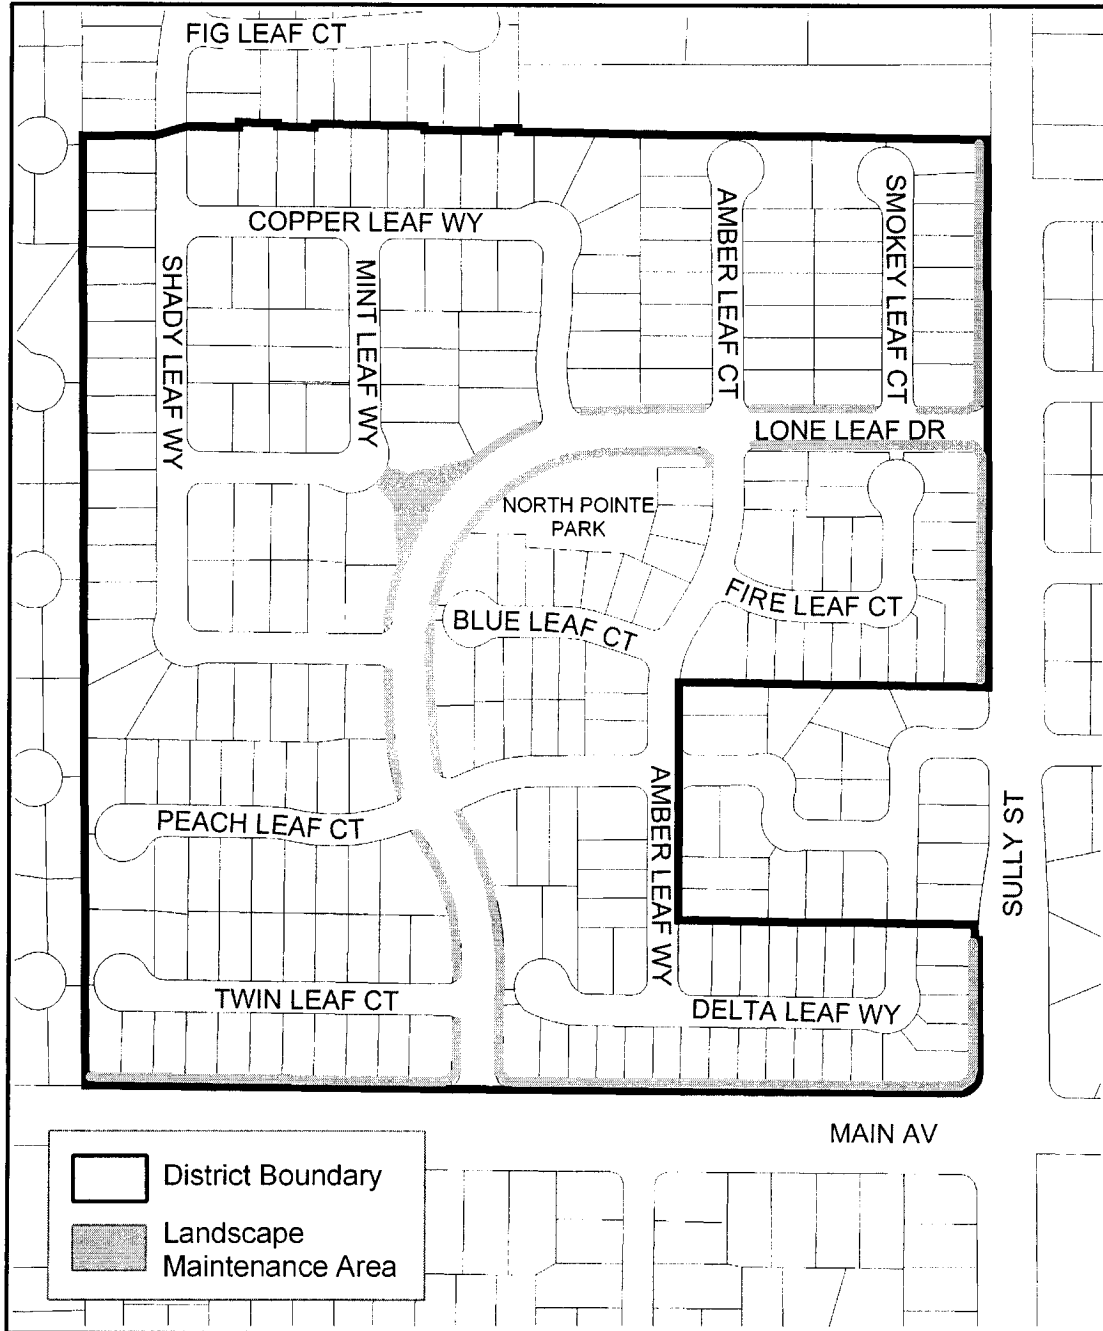 FIG LEAF CT
COPPER LEAF WY
SHADY LEAF WY
MINT LEAF WY
AMBER LEAF CT
SMOKEY LEAF CT
LONE LEAF DR
NORTH POINTE
PARK
BLUE LEAF CT
FIRE LEAF CT
PEACH LEAF CT
AMBER LEAF WY
SULLY ST
TWIN LEAF CT
DELTA LEAF WY
MAIN AV
District Boundary
Landscape
Maintenance Area